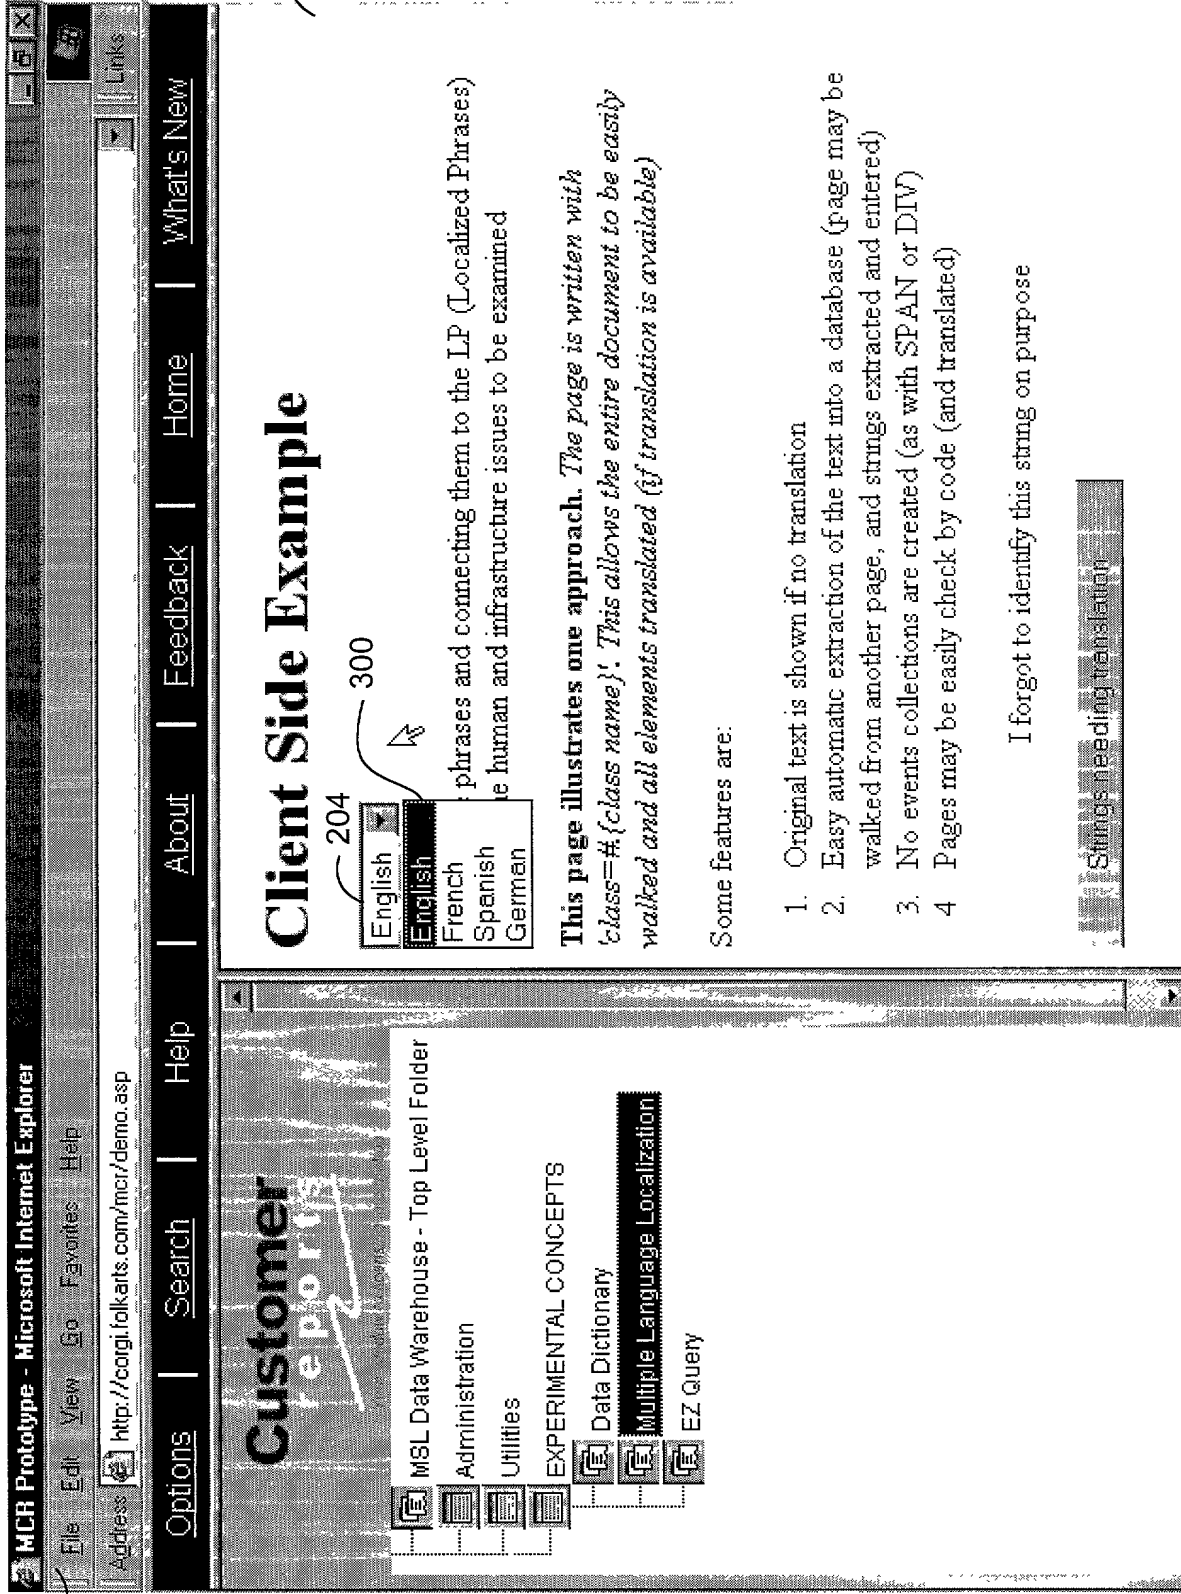 MCR Prototype - Microsoft Internet Explorer
File Edit View Go Favorites Help
Address http://corgi.folkarts.com/mcr/demo.asp Links
Options | Search | Help | About | Feedback | Home | What's New
Customer
reports
MSL Data Warehouse - Top Level Folder
Administration
Utilities
EXPERIMENTAL CONCEPTS
Data Dictionary
Multiple Language Localization
EZ Query
Client Side Example
204
English
300
English
French
Spanish
German
phrases and connecting them to the LP (Localized Phrases)
human and infrastructure issues to be examined
This page illustrates one approach. The page is written with
'class=#{class name}'. This allows the entire document to be easily
walked and all elements translated (if translation is available)
Some features are:
1. Original text is shown if no translation
2. Easy automatic extraction of the text into a database (page may be
walked from another page, and strings extracted and entered)
3. No events collections are created (as with SPAN or DIV)
4 Pages may be easily check by code (and translated)
I forgot to identify this string on purpose
Strings needing translation